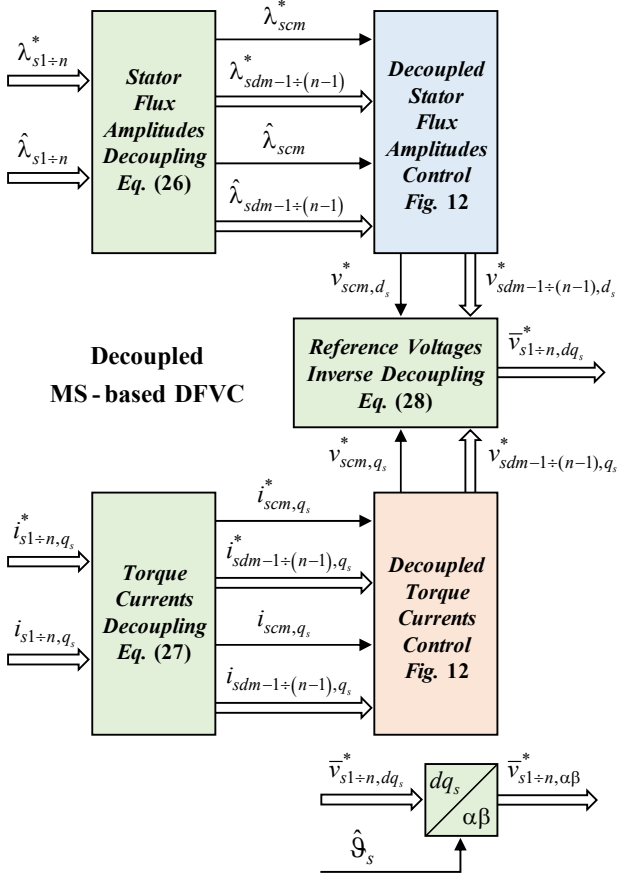 λ*s1÷n
λ̂s1÷n
Stator
Flux
Amplitudes
Decoupling
Eq. (26)
λ*scm
λ*sdm−1÷(n−1)
λ̂scm
λ̂sdm−1÷(n−1)
Decoupled
Stator
Flux
Amplitudes
Control
Fig. 12
v*scm,ds
v*sdm−1÷(n−1),ds
Decoupled
MS-based DFVC
Reference Voltages
Inverse Decoupling
Eq. (28)
v̅*s1÷n,dqs
v*scm,qs
v*sdm−1÷(n−1),qs
i*s1÷n,qs
is1÷n,qs
Torque
Currents
Decoupling
Eq. (27)
i*scm,qs
i*sdm−1÷(n−1),qs
iscm,qs
isdm−1÷(n−1),qs
Decoupled
Torque
Currents
Control
Fig. 12
v̅*s1÷n,dqs
dqs
αβ
v̅*s1÷n,αβ
ϑ̂s